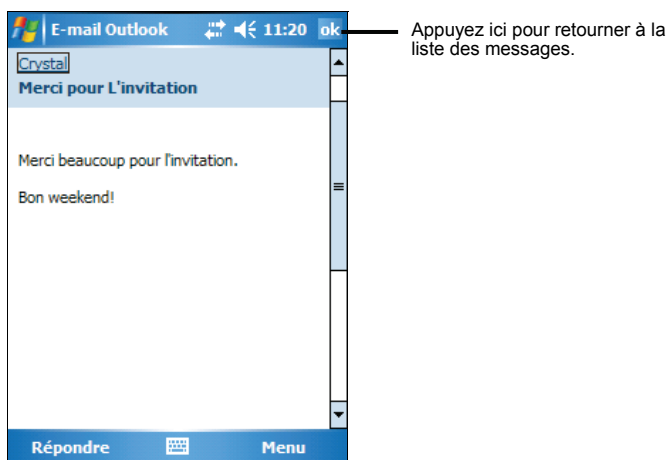 E-mail Outlook 11:20 ok
Appuyez ici pour retourner à la
liste des messages.
Crystal
Merci pour L'invitation
Merci beaucoup pour l'invitation.
Bon weekend!
Répondre Menu